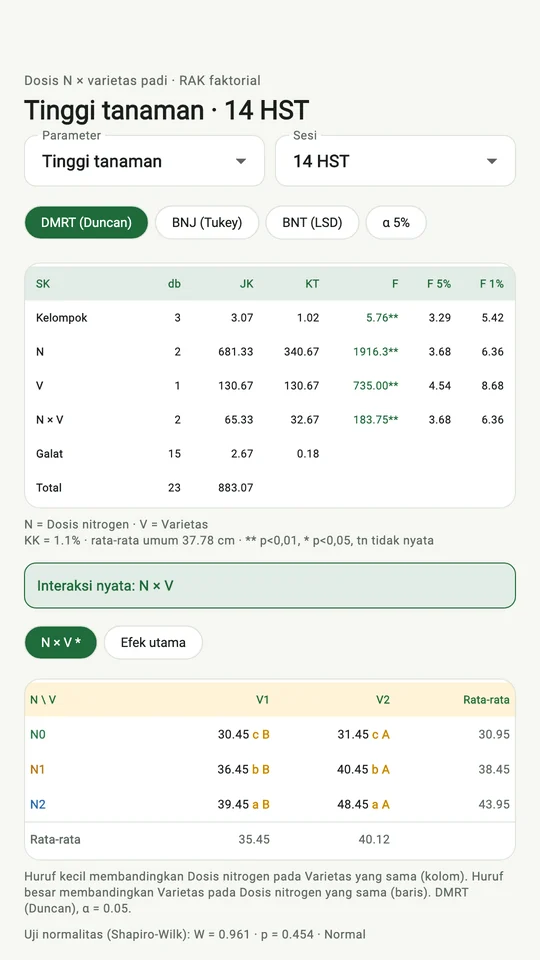 Dosis N × varietas padi · RAK faktorial
Tinggi tanaman · 14 HST
Parameter Sesi
Tinggi tanaman 14 HST
DMRT (Duncan) BNJ (Tukey) BNT (LSD) α 5%
SK db JK KT F F 5% F 1%
Kelompok 3 3.07 1.02 5.76** 3.29 5.42
N 2 681.33 340.67 1916.3** 3.68 6.36
V 1 130.67 130.67 735.00** 4.54 8.68
N × V 2 65.33 32.67 183.75** 3.68 6.36
Galat 15 2.67 0.18
Total 23 883.07
N = Dosis nitrogen · V = Varietas
KK = 1.1% · rata-rata umum 37.78 cm · ** p<0,01, * p<0,05, tn tidak nyata
Interaksi nyata: N × V
N × V * Efek utama
N \ V V1 V2 Rata-rata
N0 30.45 c B 31.45 c A 30.95
N1 36.45 b B 40.45 b A 38.45
N2 39.45 a B 48.45 a A 43.95
Rata-rata 35.45 40.12
Huruf kecil membandingkan Dosis nitrogen pada Varietas yang sama (kolom). Huruf
besar membandingkan Varietas pada Dosis nitrogen yang sama (baris). DMRT
(Duncan), α = 0.05.
Uji normalitas (Shapiro-Wilk): W = 0.961 · p = 0.454 · Normal